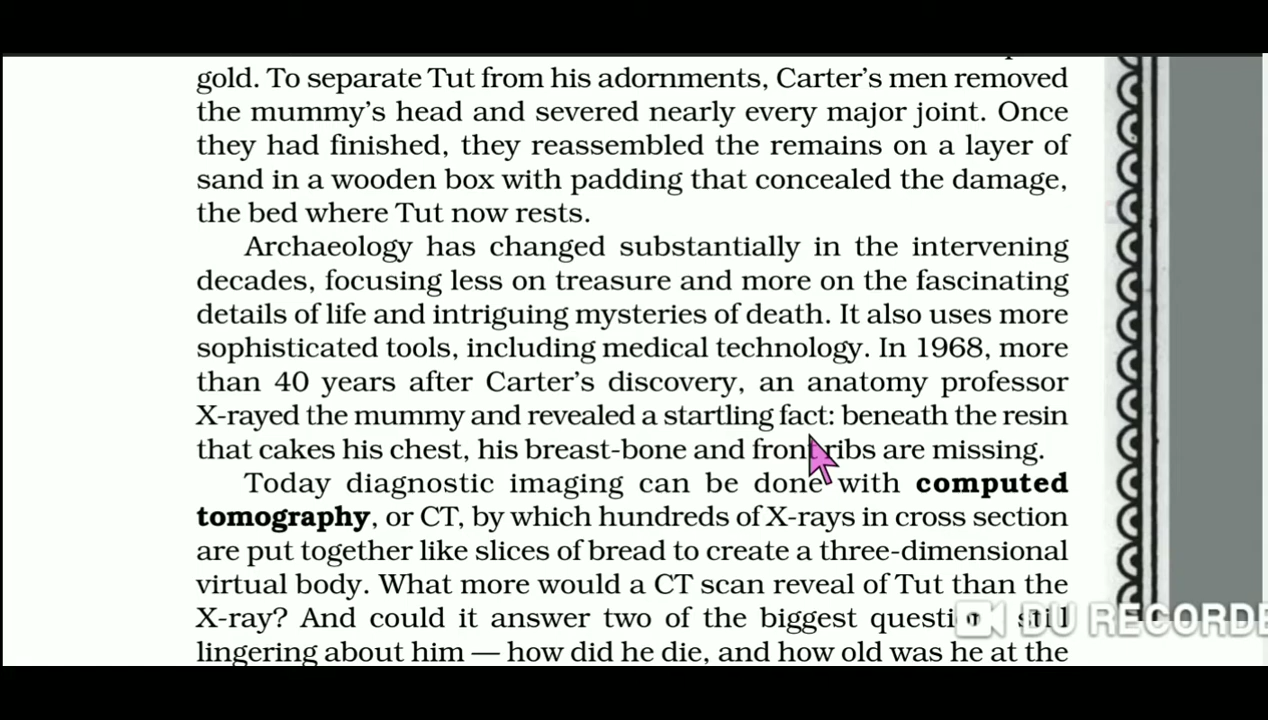 gold. To separate Tut from his adornments, Carter's men removed
the mummy's head and severed nearly every major joint. Once
they had finished, they reassembled the remains on a layer of
sand in a wooden box with padding that concealed the damage,
the bed where Tut now rests.
Archaeology has changed substantially in the intervening
decades, focusing less on treasure and more on the fascinating
details of life and intriguing mysteries of death. It also uses more
sophisticated tools, including medical technology. In 1968, more
than 40 years after Carter's discovery, an anatomy professor
X-rayed the mummy and revealed a startling fact: beneath the resin
that cakes his chest, his breast-bone and front ribs are missing.
Today diagnostic imaging can be done with computed
tomography, or CT, by which hundreds of X-rays in cross section
are put together like slices of bread to create a three-dimensional
virtual body. What more would a CT scan reveal of Tut than the
X-ray? And could it answer two of the biggest questions still
lingering about him — how did he die, and how old was he at the
DU RECORDE